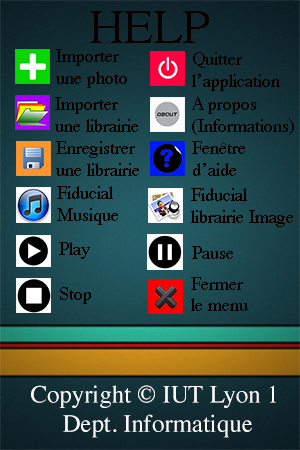 HELP
Importer
une photo
Quitter
l'application
Importer
une librairie
ABOUT
A propos
(Informations)
Enregistrer
une librairie
?
Fenêtre
d'aide
Fiducial
Musique
Fiducial
librairie Image
Play
Pause
Stop
Fermer
le menu
Copyright © IUT Lyon 1
Dept. Informatique